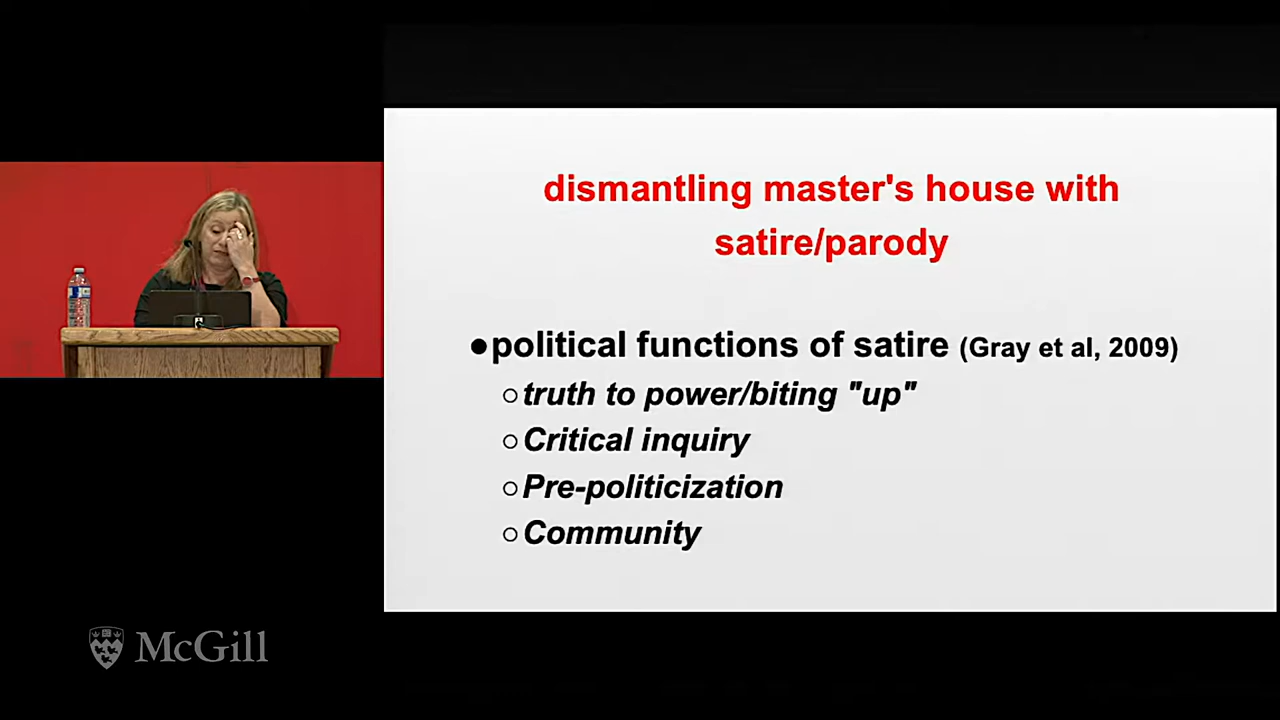 dismantling master's house with
satire/parody
●political functions of satire (Gray et al, 2009)
○truth to power/biting "up"
○Critical inquiry
○Pre-politicization
○Community
McGill